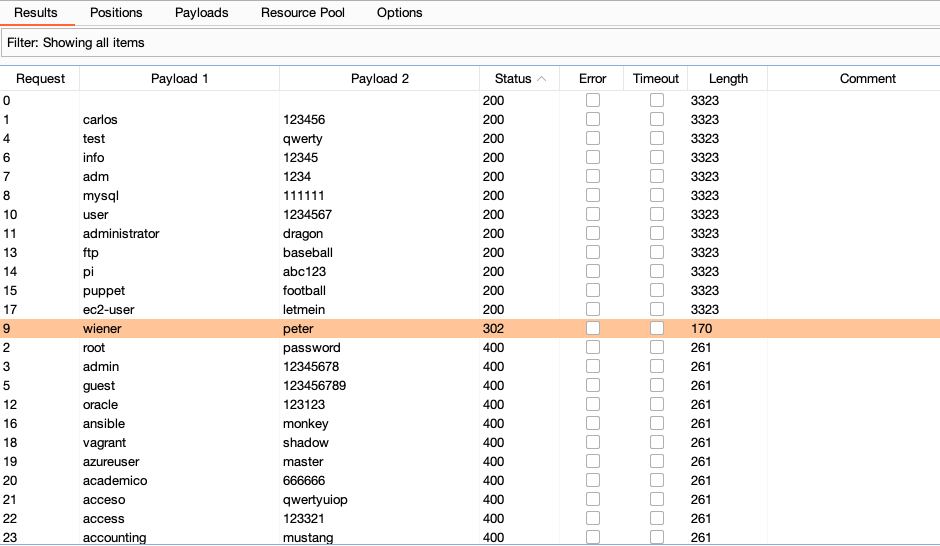 Results Positions Payloads Resource Pool Options
Filter: Showing all items
Request Payload 1 Payload 2 Status Error Timeout Length Comment
0 200 3323
1 carlos 123456 200 3323
4 test qwerty 200 3323
6 info 12345 200 3323
7 adm 1234 200 3323
8 mysql 111111 200 3323
10 user 1234567 200 3323
11 administrator dragon 200 3323
13 ftp baseball 200 3323
14 pi abc123 200 3323
15 puppet football 200 3323
17 ec2-user letmein 200 3323
9 wiener peter 302 170
2 root password 400 261
3 admin 12345678 400 261
5 guest 123456789 400 261
12 oracle 123123 400 261
16 ansible monkey 400 261
18 vagrant shadow 400 261
19 azureuser master 400 261
20 academico 666666 400 261
21 acceso qwertyuiop 400 261
22 access 123321 400 261
23 accounting mustang 400 261